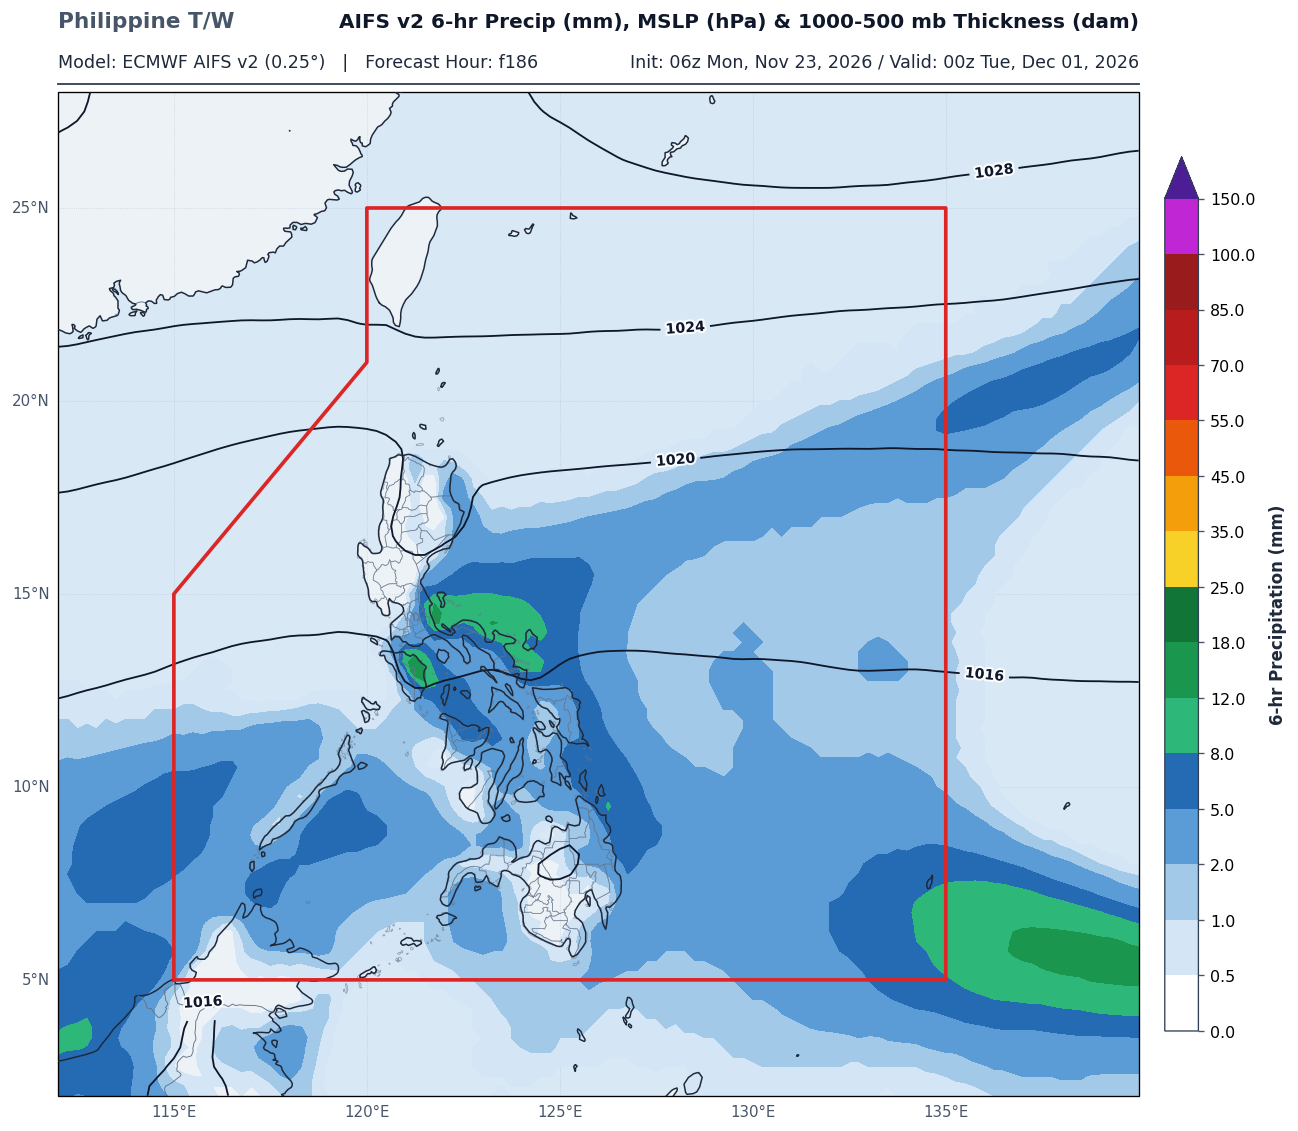 Philippine T/W
AIFS v2 6-hr Precip (mm), MSLP (hPa) & 1000-500 mb Thickness (dam)
Model: ECMWF AIFS v2 (0.25°) | Forecast Hour: f186
Init: 06z Mon, Nov 23, 2026 / Valid: 00z Tue, Dec 01, 2026
1028
1024
1020
1016
1016
25°N
20°N
15°N
10°N
5°N
115°E
120°E
125°E
130°E
135°E
150.0
100.0
85.0
70.0
55.0
45.0
35.0
25.0
18.0
12.0
8.0
5.0
2.0
1.0
0.5
0.0
6-hr Precipitation (mm)